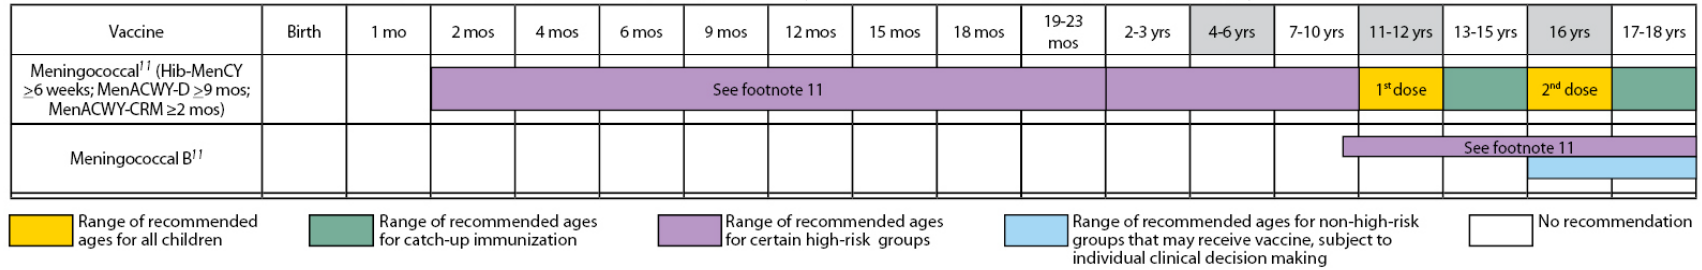 Vaccine Birth 1 mo 2 mos 4 mos 6 mos 9 mos 12 mos 15 mos 18 mos 19-23 mos 2-3 yrs 4-6 yrs 7-10 yrs 11-12 yrs 13-15 yrs 16 yrs 17-18 yrs
Meningococcal11 (Hib-MenCY
≥6 weeks; MenACWY-D ≥9 mos;
MenACWY-CRM ≥2 mos)
See footnote 11
1st dose
2nd dose
Meningococcal B11
See footnote 11
Range of recommended
ages for all children
Range of recommended ages
for catch-up immunization
Range of recommended ages
for certain high-risk groups
Range of recommended ages for non-high-risk
groups that may receive vaccine, subject to
individual clinical decision making
No recommendation